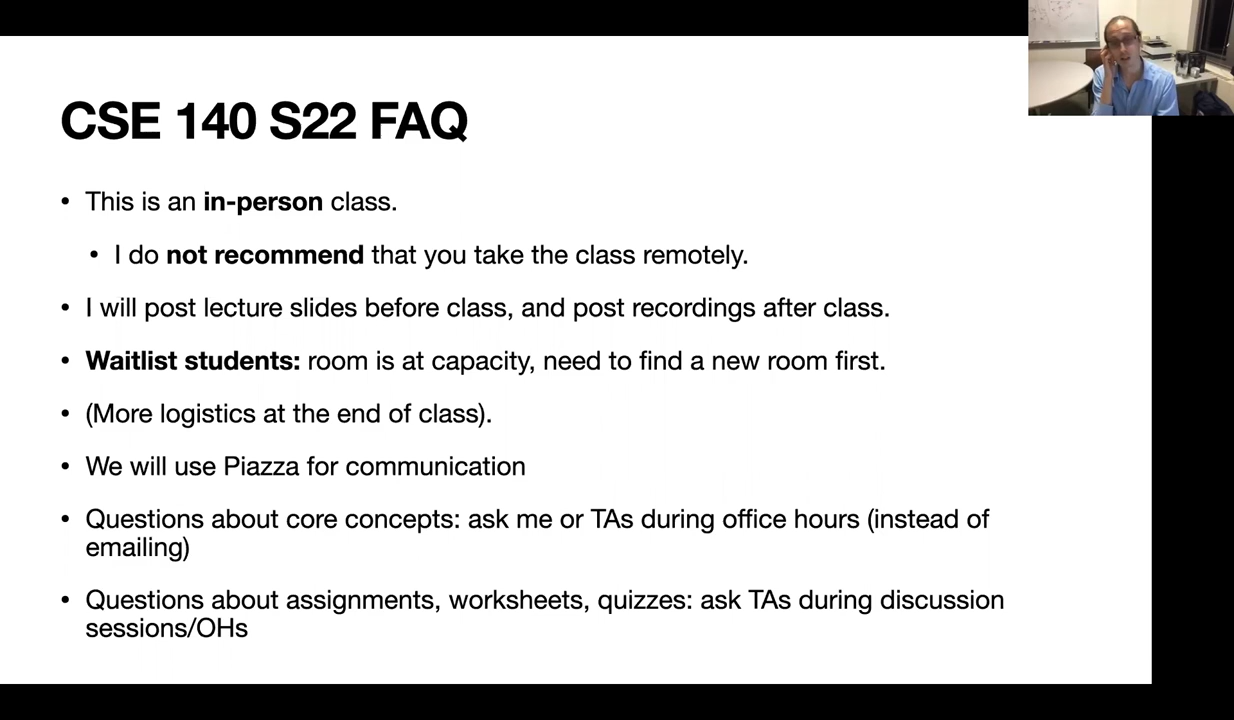 CSE 140 S22 FAQ
• This is an in-person class.
• I do not recommend that you take the class remotely.
• I will post lecture slides before class, and post recordings after class.
• Waitlist students: room is at capacity, need to find a new room first.
• (More logistics at the end of class).
• We will use Piazza for communication
• Questions about core concepts: ask me or TAs during office hours (instead of
emailing)
• Questions about assignments, worksheets, quizzes: ask TAs during discussion
sessions/OHs